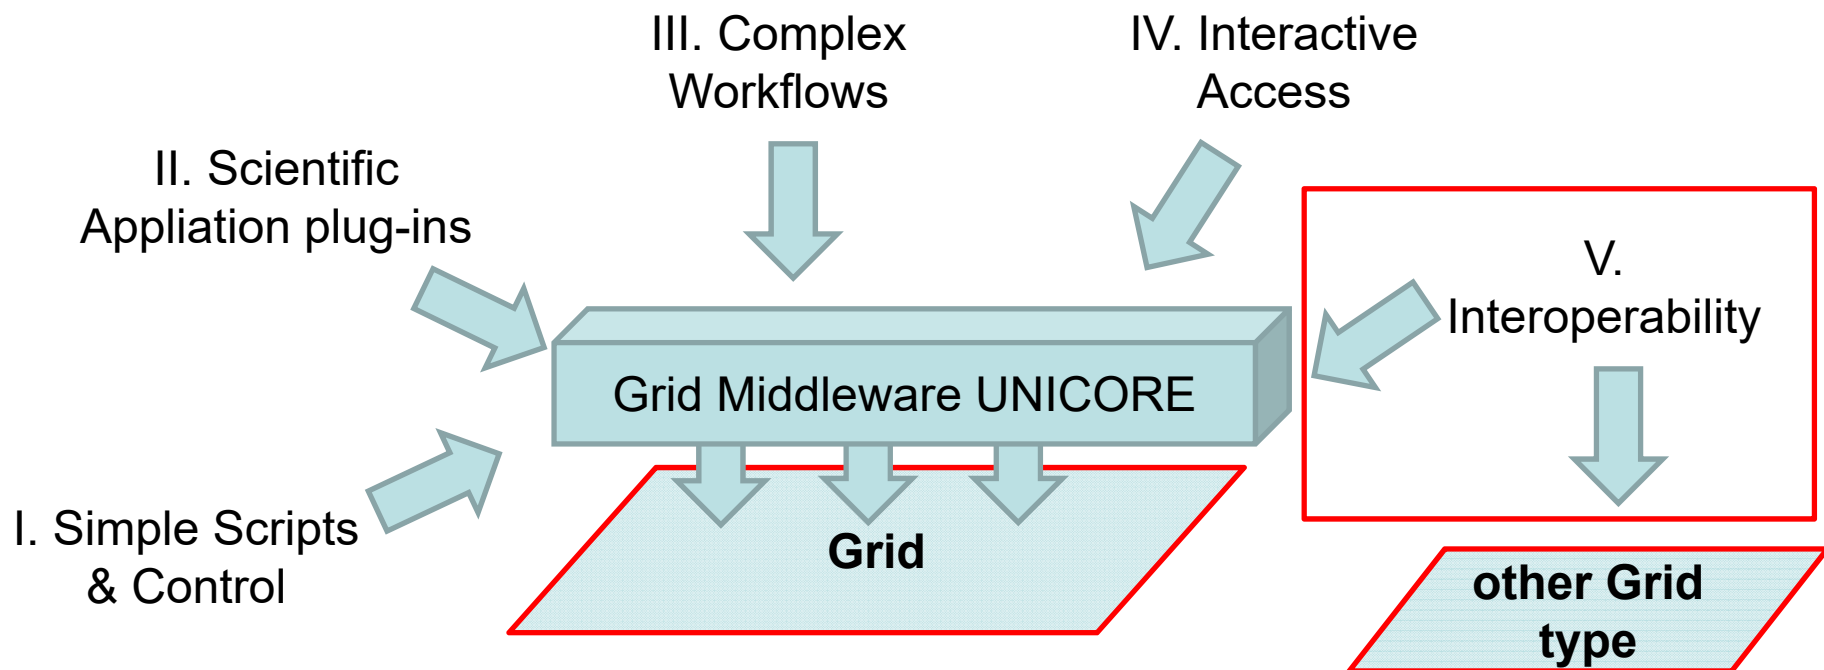 III. Complex
Workflows
IV. Interactive
Access
II. Scientific
Appliation plug-ins
V.
Interoperability
Grid Middleware UNICORE
I. Simple Scripts
& Control
Grid
other Grid
type